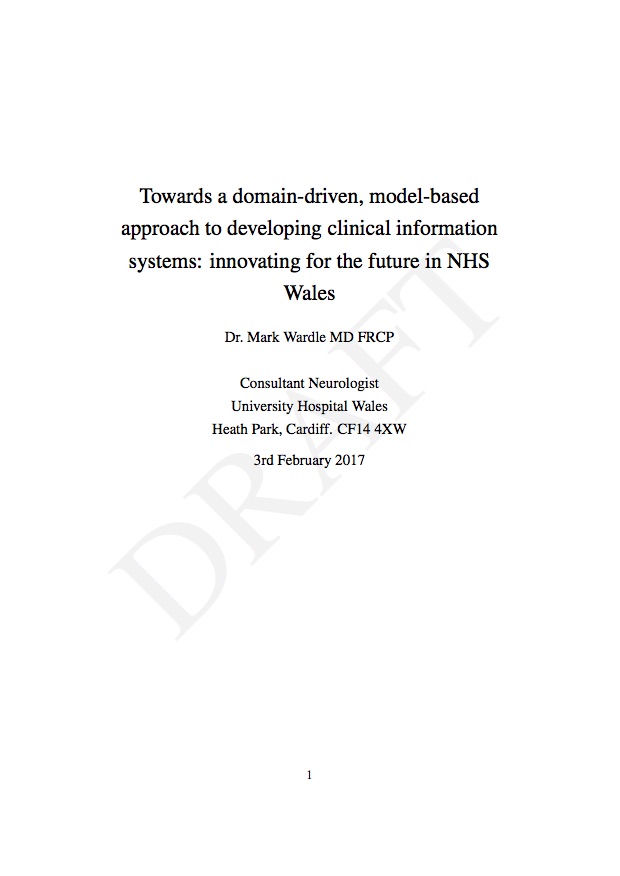 Towards a domain-driven, model-based
approach to developing clinical information
systems: innovating for the future in NHS
Wales
Dr. Mark Wardle MD FRCP
Consultant Neurologist
University Hospital Wales
Heath Park, Cardiff. CF14 4XW
3rd February 2017
DRAFT
1